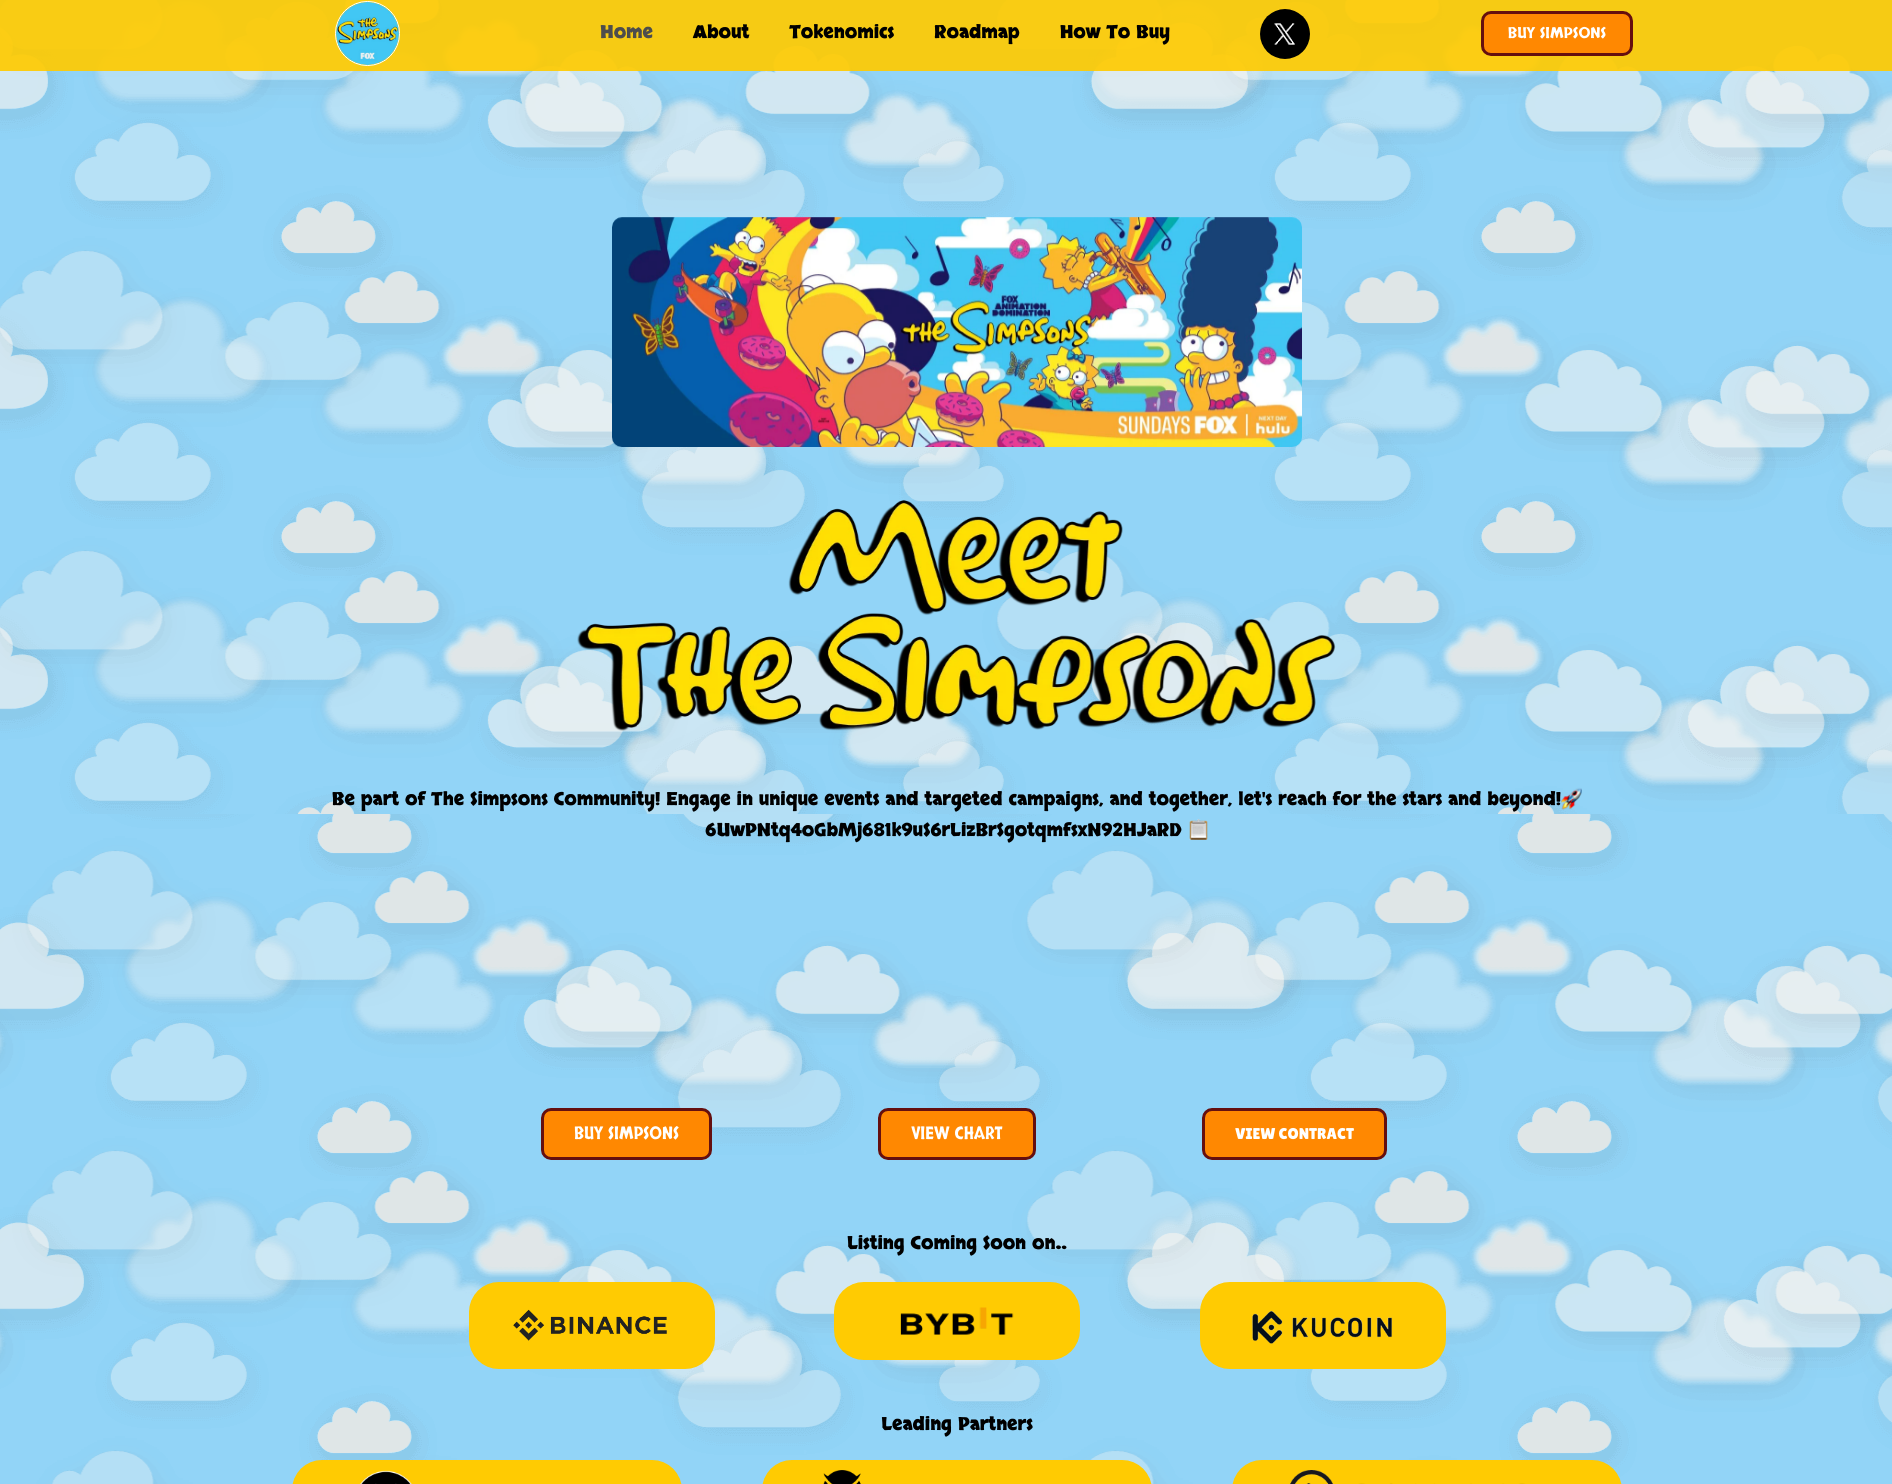 THE
SIMPSONS
FOX
Home
About
Tokenomics
Roadmap
How To Buy
X
BUY SIMPSONS
FOX
ANIMATION
DOMINATION
THE SIMPSONS
SUNDAYS FOX
NEXT DAY
hulu
MEET
THE SIMPSONS
Be part of The Simpsons Community! Engage in unique events and targeted campaigns, and together, let's reach for the stars and beyond!🚀
6UwPNtq4oGbMj681k9uS6rLizBrSgotqmfsxN92HJaRD 📋
BUY SIMPSONS
VIEW CHART
VIEW CONTRACT
Listing Coming Soon on..
BINANCE
BYBIT
KUCOIN
Leading Partners